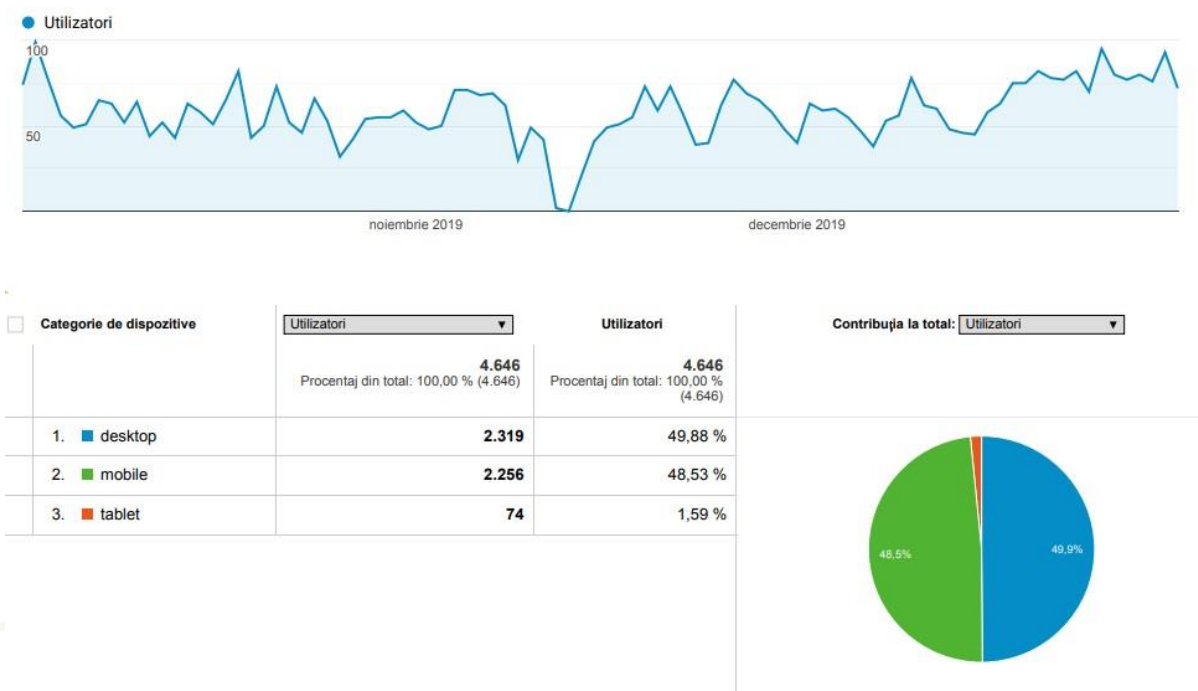 Utilizatori
100
50
noiembrie 2019
decembrie 2019
Categorie de dispozitive
Utilizatori
Utilizatori
Contribuția la total: Utilizatori
4.646
Procentaj din total: 100,00 % (4.646)
4.646
Procentaj din total: 100,00 %
(4.646)
1. desktop 2.319 49,88 %
2. mobile 2.256 48,53 %
3. tablet 74 1,59 %
48,5%
49,9%